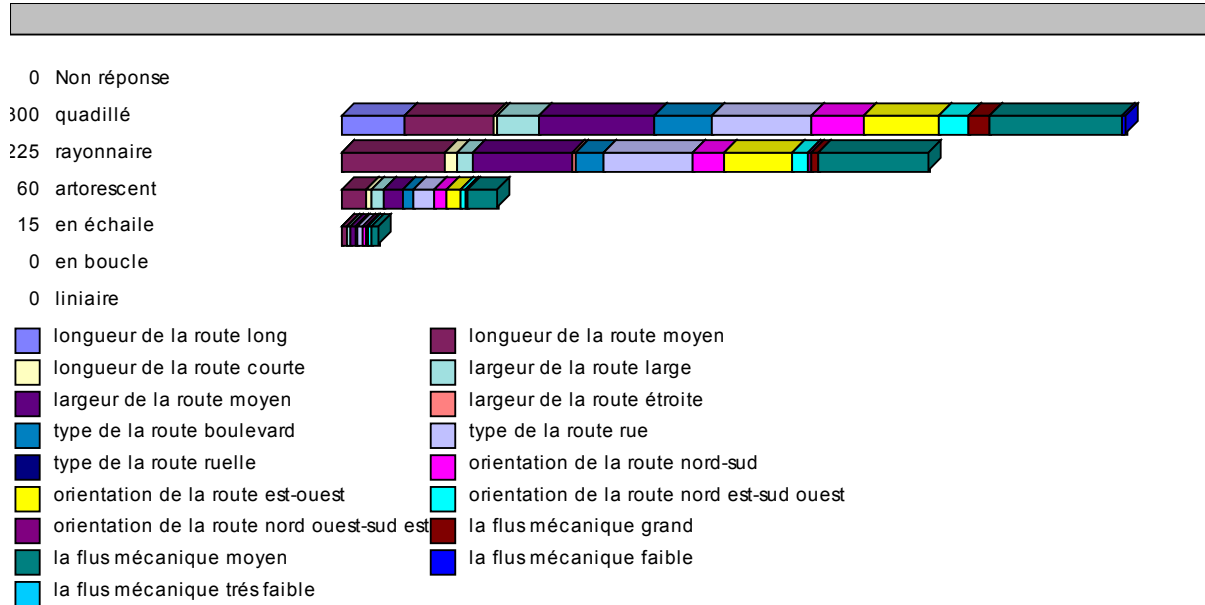 0 Non réponse
300 quadillé
225 rayonnaire
60 artorescent
15 en échaile
0 en boucle
0 liniaire
longueur de la route long
longueur de la route moyen
longueur de la route courte
largeur de la route large
largeur de la route moyen
largeur de la route étroite
type de la route boulevard
type de la route rue
type de la route ruelle
orientation de la route nord-sud
orientation de la route est-ouest
orientation de la route nord est-sud ouest
orientation de la route nord ouest-sud est
la flus mécanique grand
la flus mécanique moyen
la flus mécanique faible
la flus mécanique trés faible